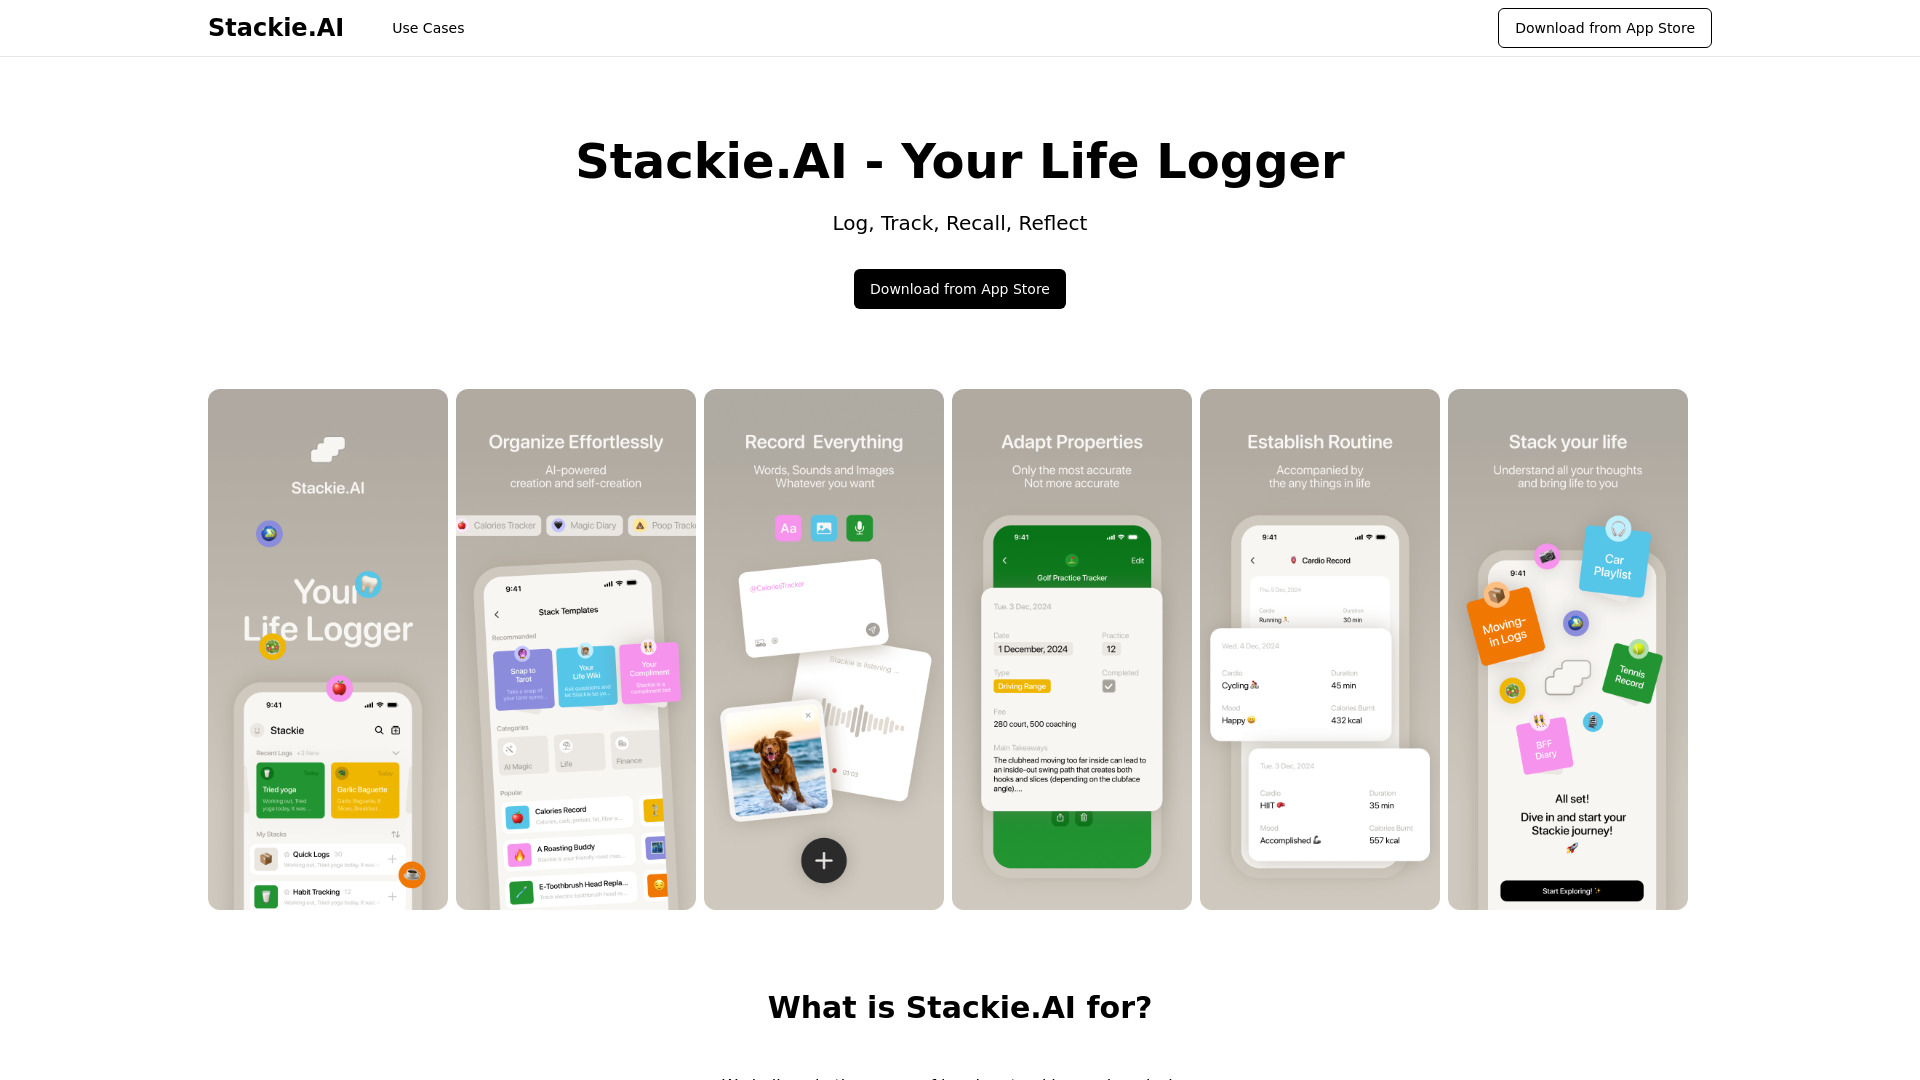 Stackie.AI
Use Cases
Download from App Store
Stackie.AI - Your Life Logger
Log, Track, Recall, Reflect
Download from App Store
Stackie.AI
Your
Life Logger
9:41
Stackie
Recent Logs +3 New
Today
Tried yoga
Today
Garlic Baguette
My Stacks
Quick Logs 30
Habit Tracking 12
Organize Effortlessly
AI-powered
creation and self-creation
Calories Tracker
Magic Diary
Poop Track
9:41
Stack Templates
Recommended
Snap to
Tarot
Your
Life Wiki
Your
Compliment
Categories
AI Magic
Life
Finance
Popular
Calories Record
A Roasting Buddy
E-Toothbrush Head Repla...
Record Everything
Words, Sounds and Images
Whatever you want
Aa
@CaloriesTracker
Stackie is listening ...
01:03
Adapt Properties
Only the most accurate
Not more accurate
9:41
Edit
Golf Practice Tracker
Tue. 3 Dec, 2024
Date
Practice
1 December, 2024
12
Type
Completed
Driving Range
Fee
280 court, 500 coaching
Main Takeaways
The clubhead moving too far inside can lead to
an inside-out swing path that creates both
hooks and slices (depending on the clubface
angle)....
Establish Routine
Accompanied by
the any things in life
9:41
Cardio Record
Thu, 5 Dec, 2024
Cardio
Duration
Running
30 min
Wed. 4 Dec, 2024
Cardio
Duration
Cycling
45 min
Mood
Calories Burnt
Happy
432 kcal
Tue. 3 Dec, 2024
Cardio
Duration
HIIT
35 min
Mood
Calories Burnt
Accomplished
557 kcal
Stack your life
Understand all your thoughts
and bring life to you
9:41
Car
Playlist
Moving-
in Logs
Tennis
Record
BFF
Diary
All set!
Dive in and start your
Stackie journey!
Start Exploring!
What is Stackie.AI for?